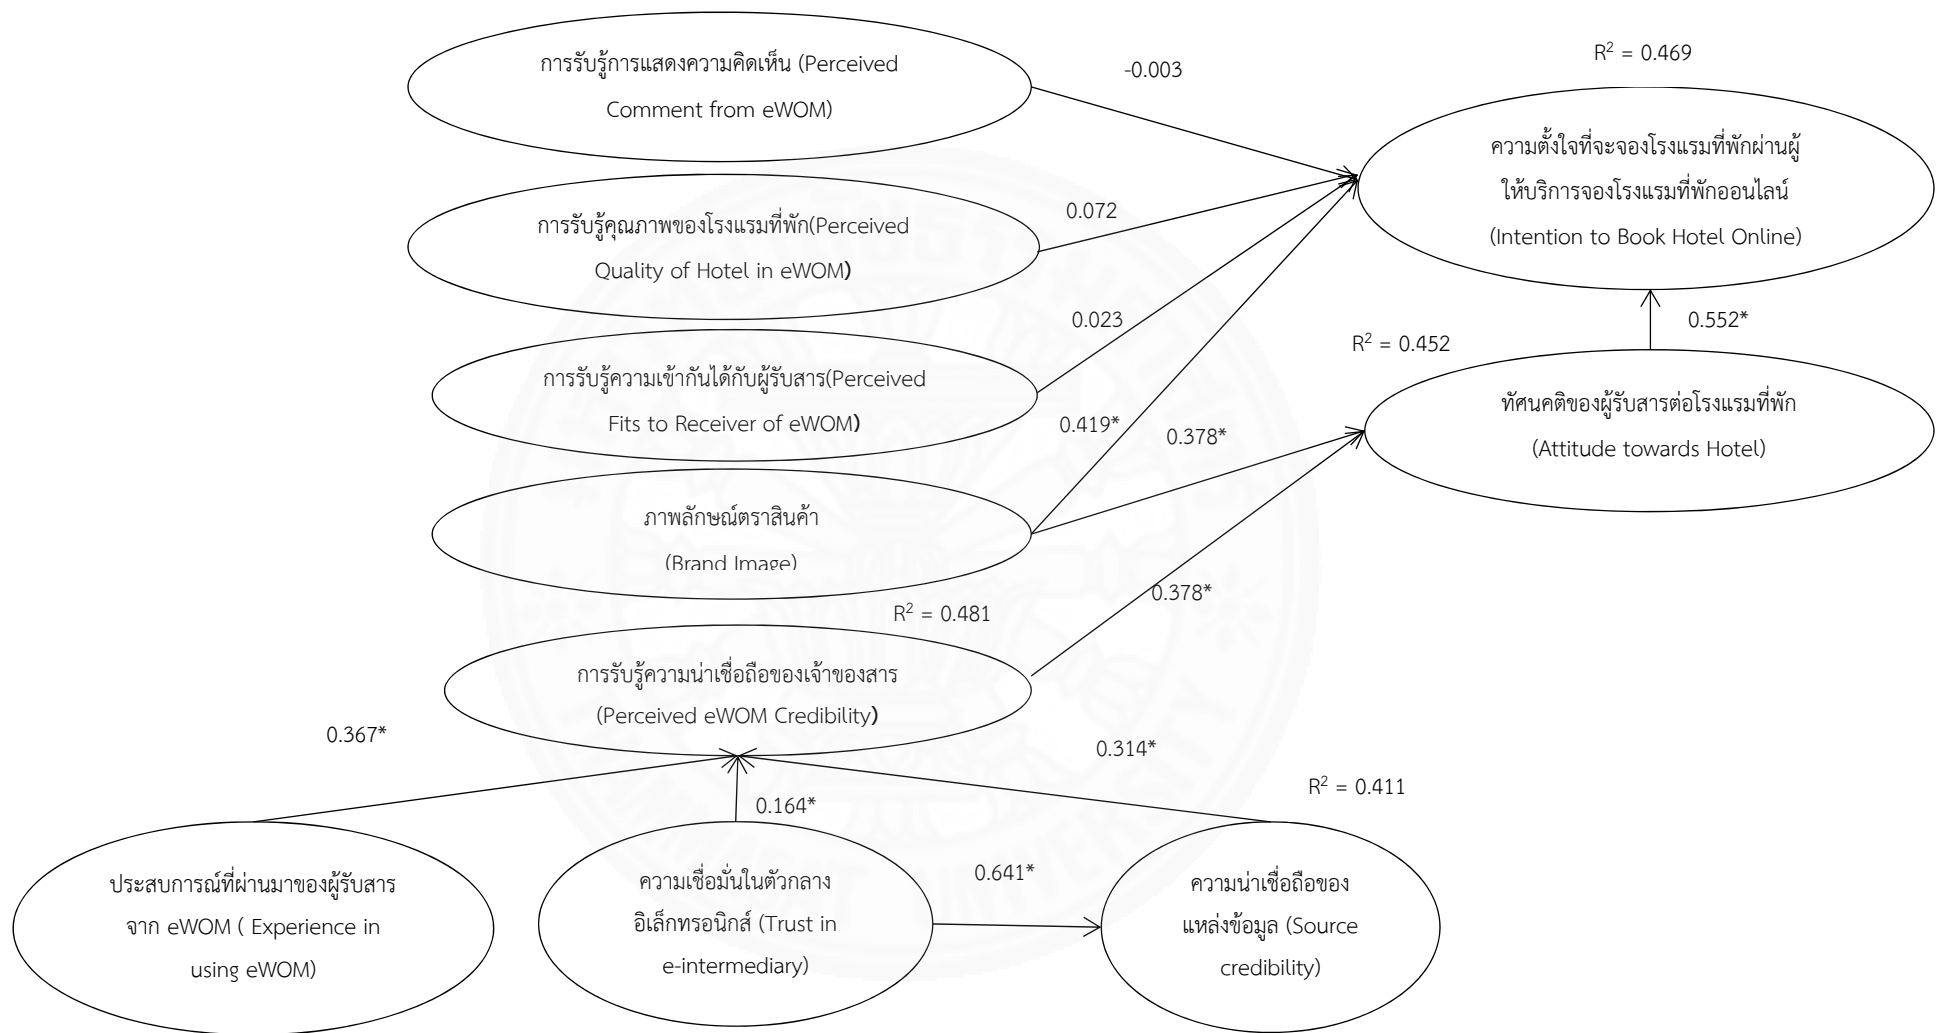 การรับรู้การแสดงความคิดเห็น (Perceived
Comment from eWOM)
-0.003
R² = 0.469
ความตั้งใจที่จะจองโรงแรมที่พักผ่านผู้
ให้บริการจองโรงแรมที่พักออนไลน์
(Intention to Book Hotel Online)
การรับรู้คุณภาพของโรงแรมที่พัก(Perceived
Quality of Hotel in eWOM)
0.072
0.023
0.552*
R² = 0.452
การรับรู้ความเข้ากันได้กับผู้รับสาร(Perceived
Fits to Receiver of eWOM)
0.419*
0.378*
ทัศนคติของผู้รับสารต่อโรงแรมที่พัก
(Attitude towards Hotel)
ภาพลักษณ์ตราสินค้า
(Brand Image)
0.378*
R² = 0.481
การรับรู้ความน่าเชื่อถือของเจ้าของสาร
(Perceived eWOM Credibility)
0.367*
0.314*
R² = 0.411
0.164*
ประสบการณ์ที่ผ่านมาของผู้รับสาร
จาก eWOM ( Experience in
using eWOM)
ความเชื่อมั่นในตัวกลาง
อิเล็กทรอนิกส์ (Trust in
e-intermediary)
0.641*
ความน่าเชื่อถือของ
แหล่งข้อมูล (Source
credibility)
THAMMASAT UNIVERSITY